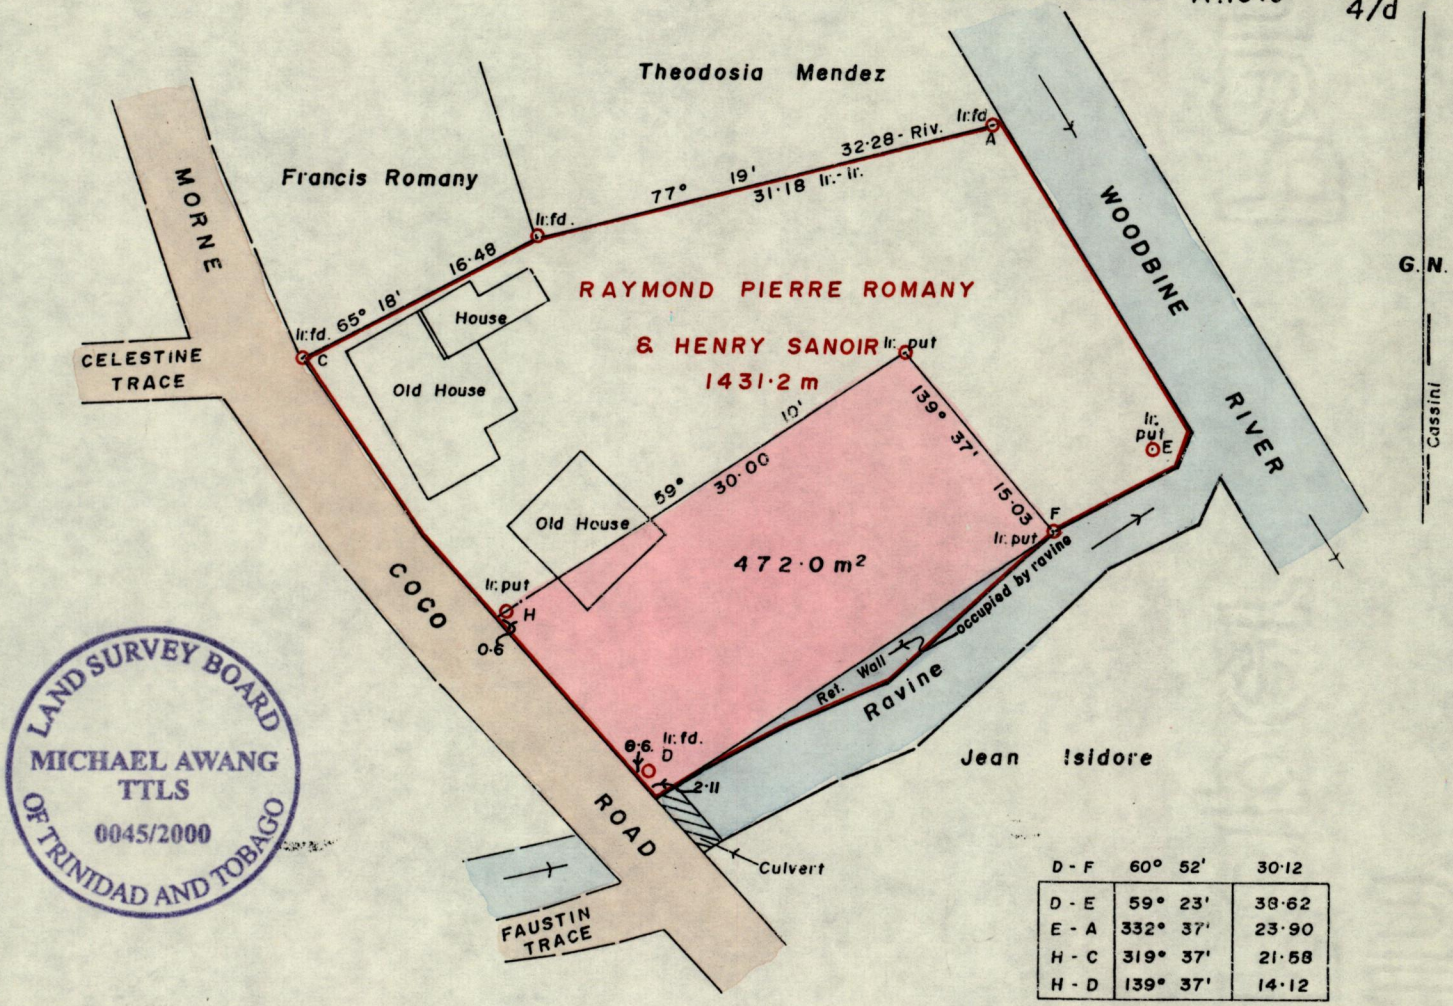 4/d
Theodosia Mendez
Ir.fd
A
32·28 - Riv.
77° 19'
31·18 Ir.-ir.
Francis Romany
Ir.fd.
16·48
65° 18'
Ir.fd.
C
MORNE
COCO
ROAD
CELESTINE
TRACE
WOODBINE
RIVER
G.N.
Cassini
RAYMOND PIERRE ROMANY
& HENRY SANOIR
1431·2 m
House
Old House
Old House
Ir. put
10'
59°
30·00
139° 37'
15·03
Ir.
put
E
F
Ir. put
472·0 m²
Ir. put
H
0·6
occupied by ravine
Ret. Wall
Ravine
0·6.
Ir.fd.
D
2·11
Jean Isidore
Culvert
FAUSTIN
TRACE
LAND SURVEY BOARD
MICHAEL AWANG
TTLS
0045/2000
OF TRINIDAD AND TOBAGO
D - F 60° 52' 30·12
D - E 59° 23' 38·62
E - A 332° 37' 23·90
H - C 319° 37' 21·58
H - D 139° 37' 14·12